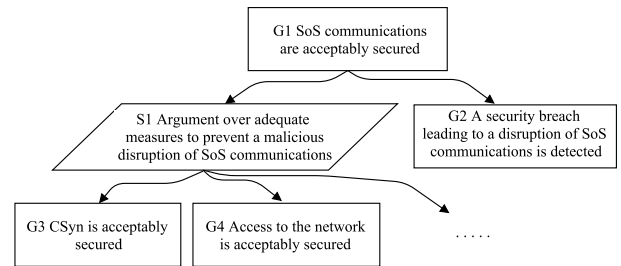 G1 SoS communications
are acceptably secured
S1 Argument over adequate
measures to prevent a malicious
disruption of SoS communications
G2 A security breach
leading to a disruption of SoS
communications is detected
G3 CSyn is acceptably
secured
G4 Access to the network
is acceptably secured
. . . . .